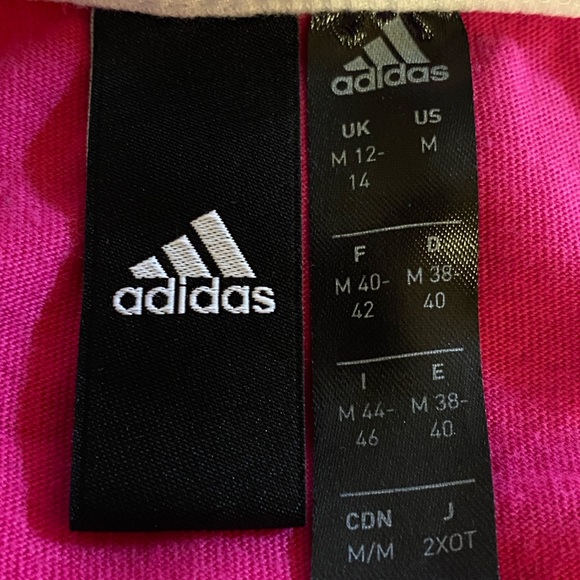 adidas
adidas
UK US
M 12- M
14
F D
M 40- M 38-
42 40
I E
M 44- M 38-
46 40
CDN J
M/M 2XOT